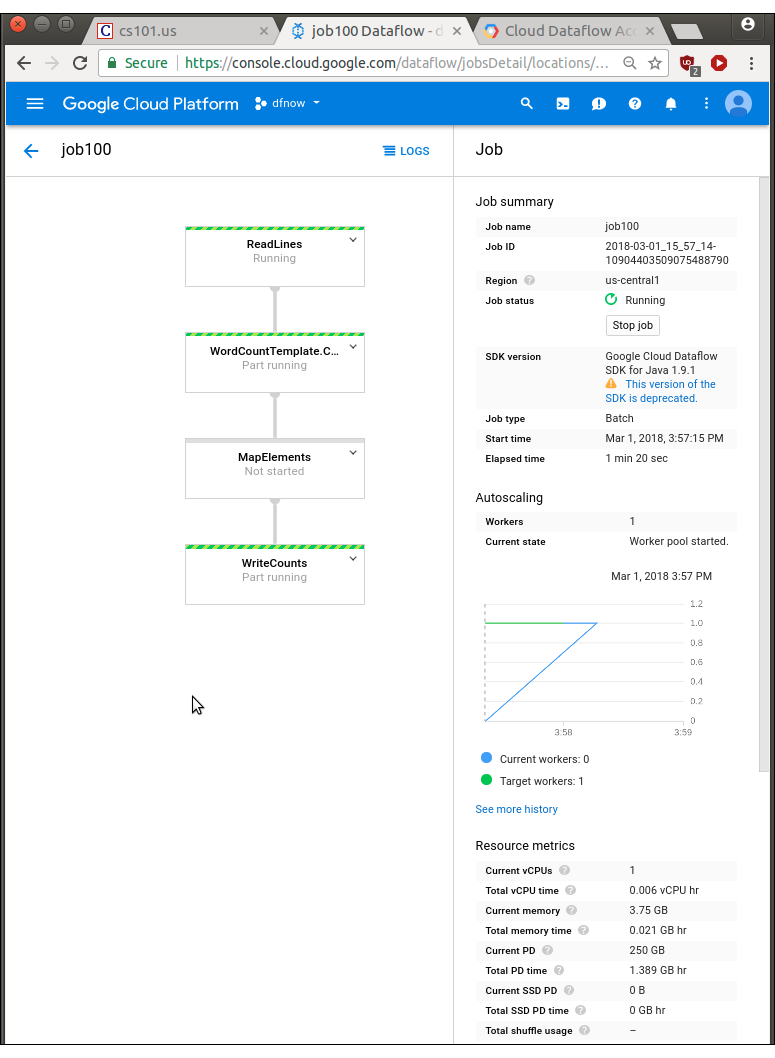 cs101.us
job100 Dataflow - d
Cloud Dataflow Acc
Secure https://console.cloud.google.com/dataflow/jobsDetail/locations/...
2
Google Cloud Platform dfnow
job100 LOGS
ReadLines
Running
WordCountTemplate.C...
Part running
MapElements
Not started
WriteCounts
Part running
Job
Job summary
Job name job100
Job ID 2018-03-01_15_57_14-
10904403509075488790
Region us-central1
Job status Running
Stop job
SDK version Google Cloud Dataflow
SDK for Java 1.9.1
This version of the
SDK is deprecated.
Job type Batch
Start time Mar 1, 2018, 3:57:15 PM
Elapsed time 1 min 20 sec
Autoscaling
Workers 1
Current state Worker pool started.
Mar 1, 2018 3:57 PM
1.2
1.0
0.8
0.6
0.4
0.2
0
3:58 3:59
Current workers: 0
Target workers: 1
See more history
Resource metrics
Current vCPUs ? 1
Total vCPU time ? 0.006 vCPU hr
Current memory ? 3.75 GB
Total memory time ? 0.021 GB hr
Current PD ? 250 GB
Total PD time ? 1.389 GB hr
Current SSD PD ? 0 B
Total SSD PD time ? 0 GB hr
Total shuffle usage ? –